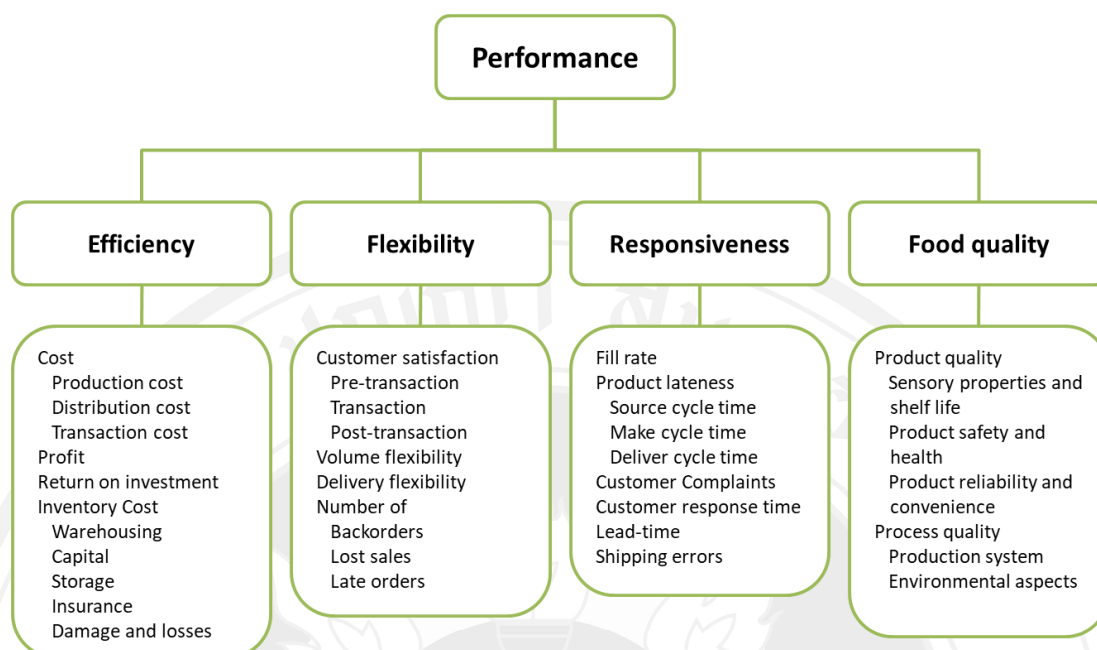 Performance
Efficiency
Flexibility
Responsiveness
Food quality
Cost
Production cost
Distribution cost
Transaction cost
Profit
Return on investment
Inventory Cost
Warehousing
Capital
Storage
Insurance
Damage and losses
Customer satisfaction
Pre-transaction
Transaction
Post-transaction
Volume flexibility
Delivery flexibility
Number of
Backorders
Lost sales
Late orders
Fill rate
Product lateness
Source cycle time
Make cycle time
Deliver cycle time
Customer Complaints
Customer response time
Lead-time
Shipping errors
Product quality
Sensory properties and
shelf life
Product safety and
health
Product reliability and
convenience
Process quality
Production system
Environmental aspects